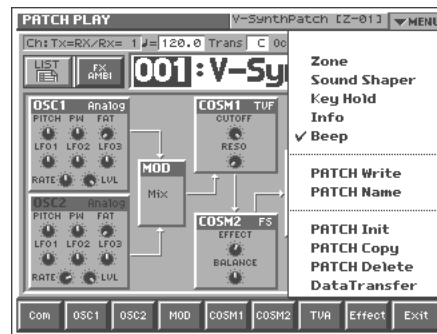 PATCH PLAY V-SynthPatch [Z-01] ▼MENU
Ch:Tx=RX/Rx= 1 ♩= 120.0 Trans C Oc
LIST FX AMBI 001:V-Sy
Zone
Sound Shaper
Key Hold
Info
✓ Beep
PATCH Write
PATCH Name
PATCH Init
PATCH Copy
PATCH Delete
DataTransfer
OSC1 Analog
PITCH PW FAT
LFO1 LFO2 LFO3
RATE LVL
OSC2 Analog
PITCH PW FAT
LFO1 LFO2 LFO3
RATE LVL
MOD
Mix
COSM1 TVF
CUTOFF
RESO
COSM2 FS
EFFECT
BALANCE
Com OSC1 OSC2 MOD COSM1 COSM2 TVA Effect Exit